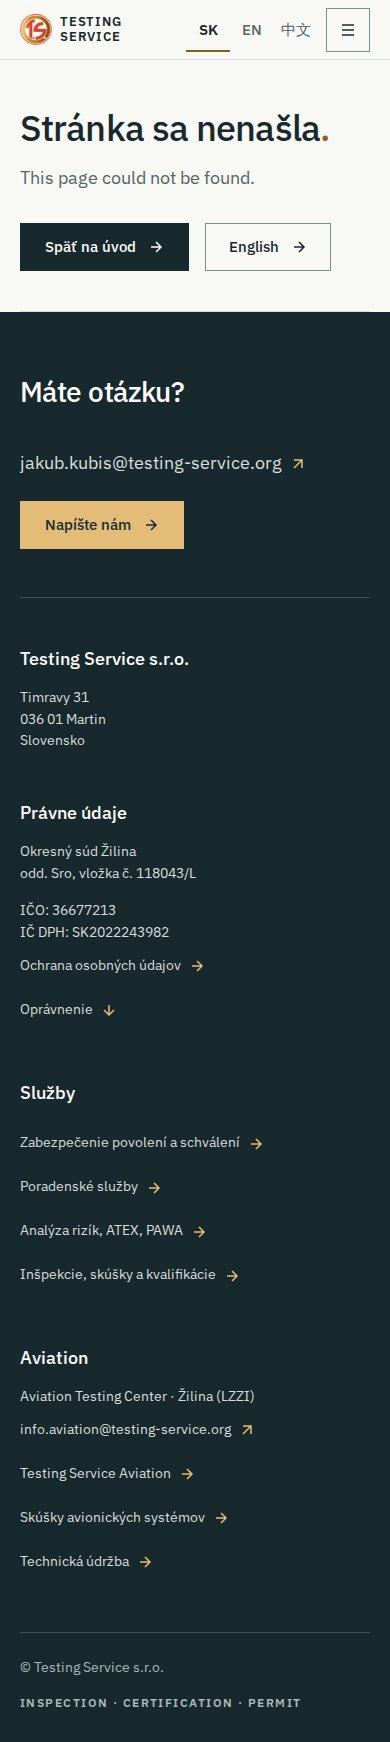 TESTING
SERVICE
SK EN 中文
Stránka sa nenašla.
This page could not be found.
Späť na úvod →
English →
Máte otázku?
jakub.kubis@testing-service.org ↗
Napíšte nám →
Testing Service s.r.o.
Timravy 31
036 01 Martin
Slovensko
Právne údaje
Okresný súd Žilina
odd. Sro, vložka č. 118043/L
IČO: 36677213
IČ DPH: SK2022243982
Ochrana osobných údajov →
Oprávnenie ↓
Služby
Zabezpečenie povolení a schválení →
Poradenské služby →
Analýza rizík, ATEX, PAWA →
Inšpekcie, skúšky a kvalifikácie →
Aviation
Aviation Testing Center · Žilina (LZZI)
info.aviation@testing-service.org ↗
Testing Service Aviation →
Skúšky avionických systémov →
Technická údržba →
© Testing Service s.r.o.
INSPECTION · CERTIFICATION · PERMIT